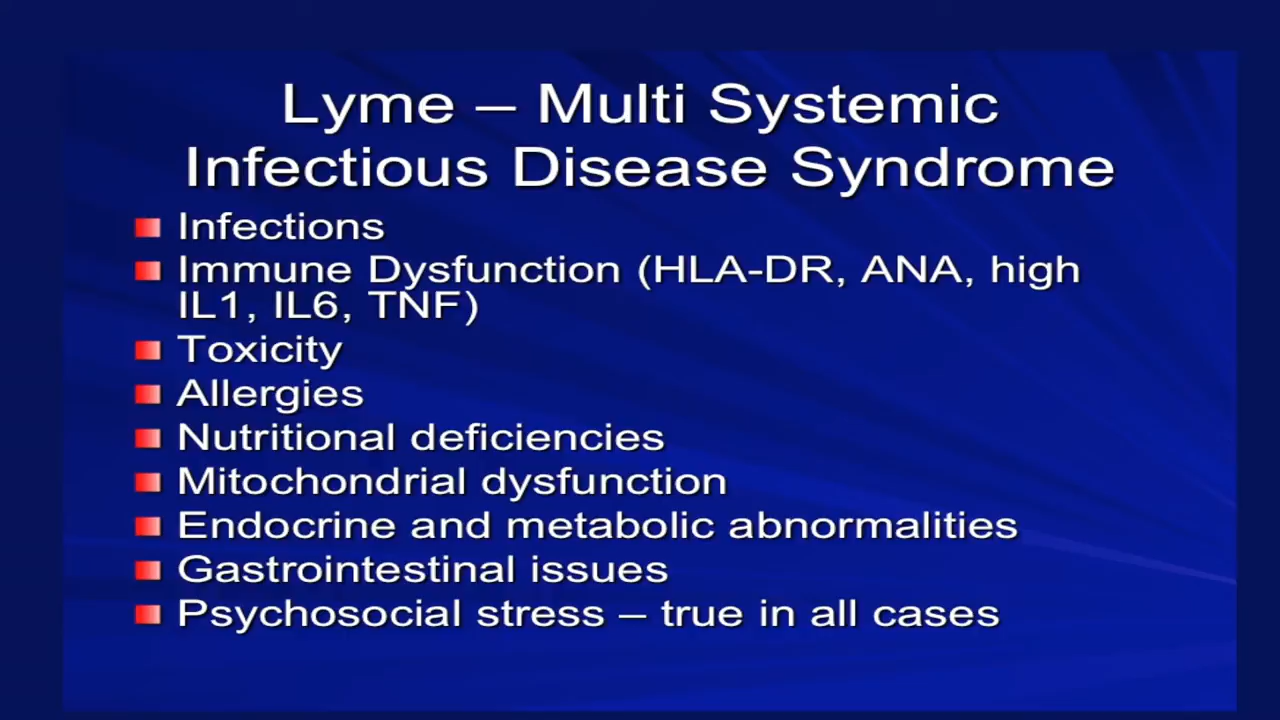 Lyme – Multi Systemic
Infectious Disease Syndrome
Infections
Immune Dysfunction (HLA-DR, ANA, high
IL1, IL6, TNF)
Toxicity
Allergies
Nutritional deficiencies
Mitochondrial dysfunction
Endocrine and metabolic abnormalities
Gastrointestinal issues
Psychosocial stress – true in all cases